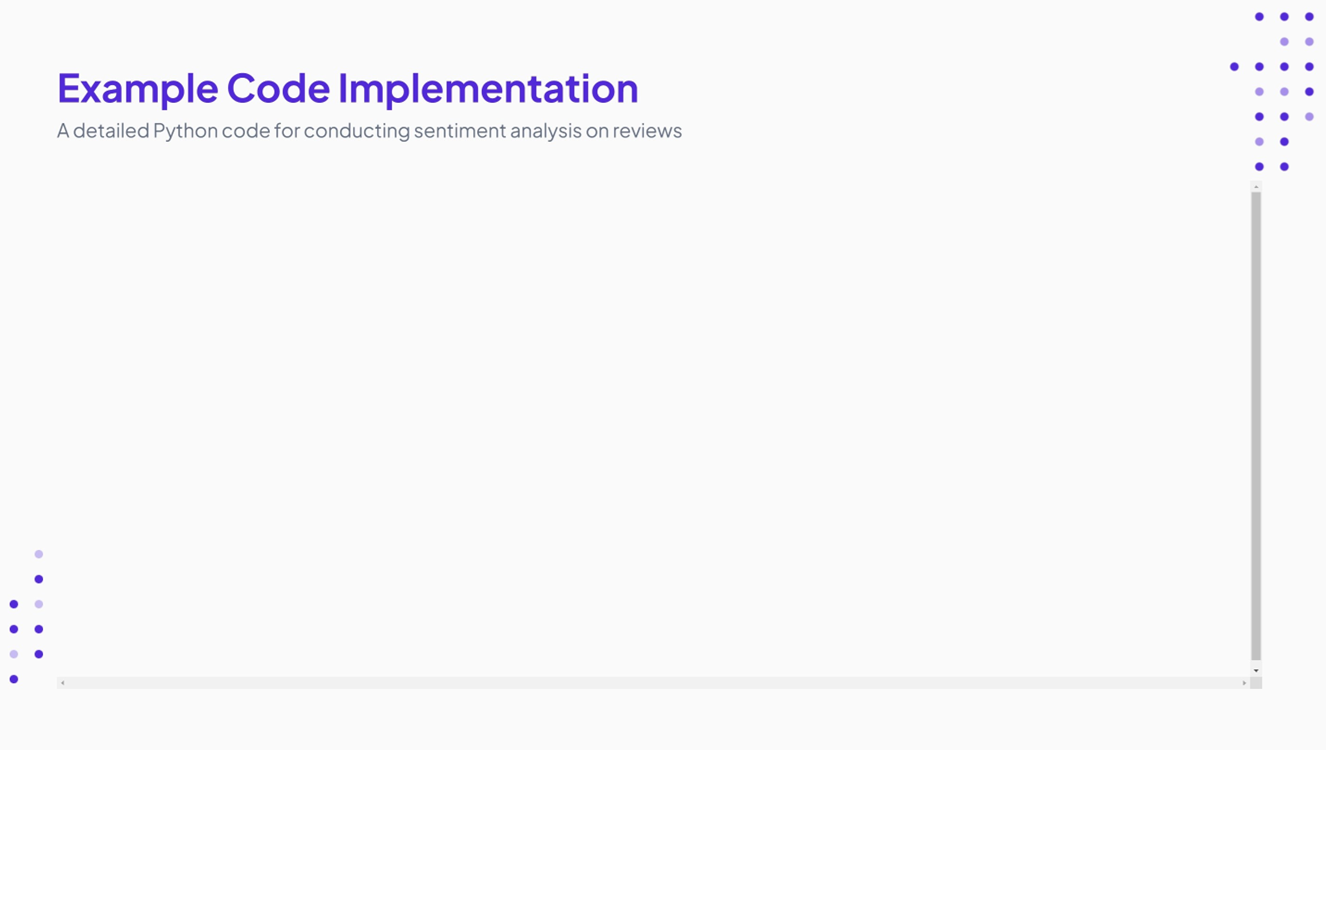 Example Code Implementation
A detailed Python code for conducting sentiment analysis on reviews